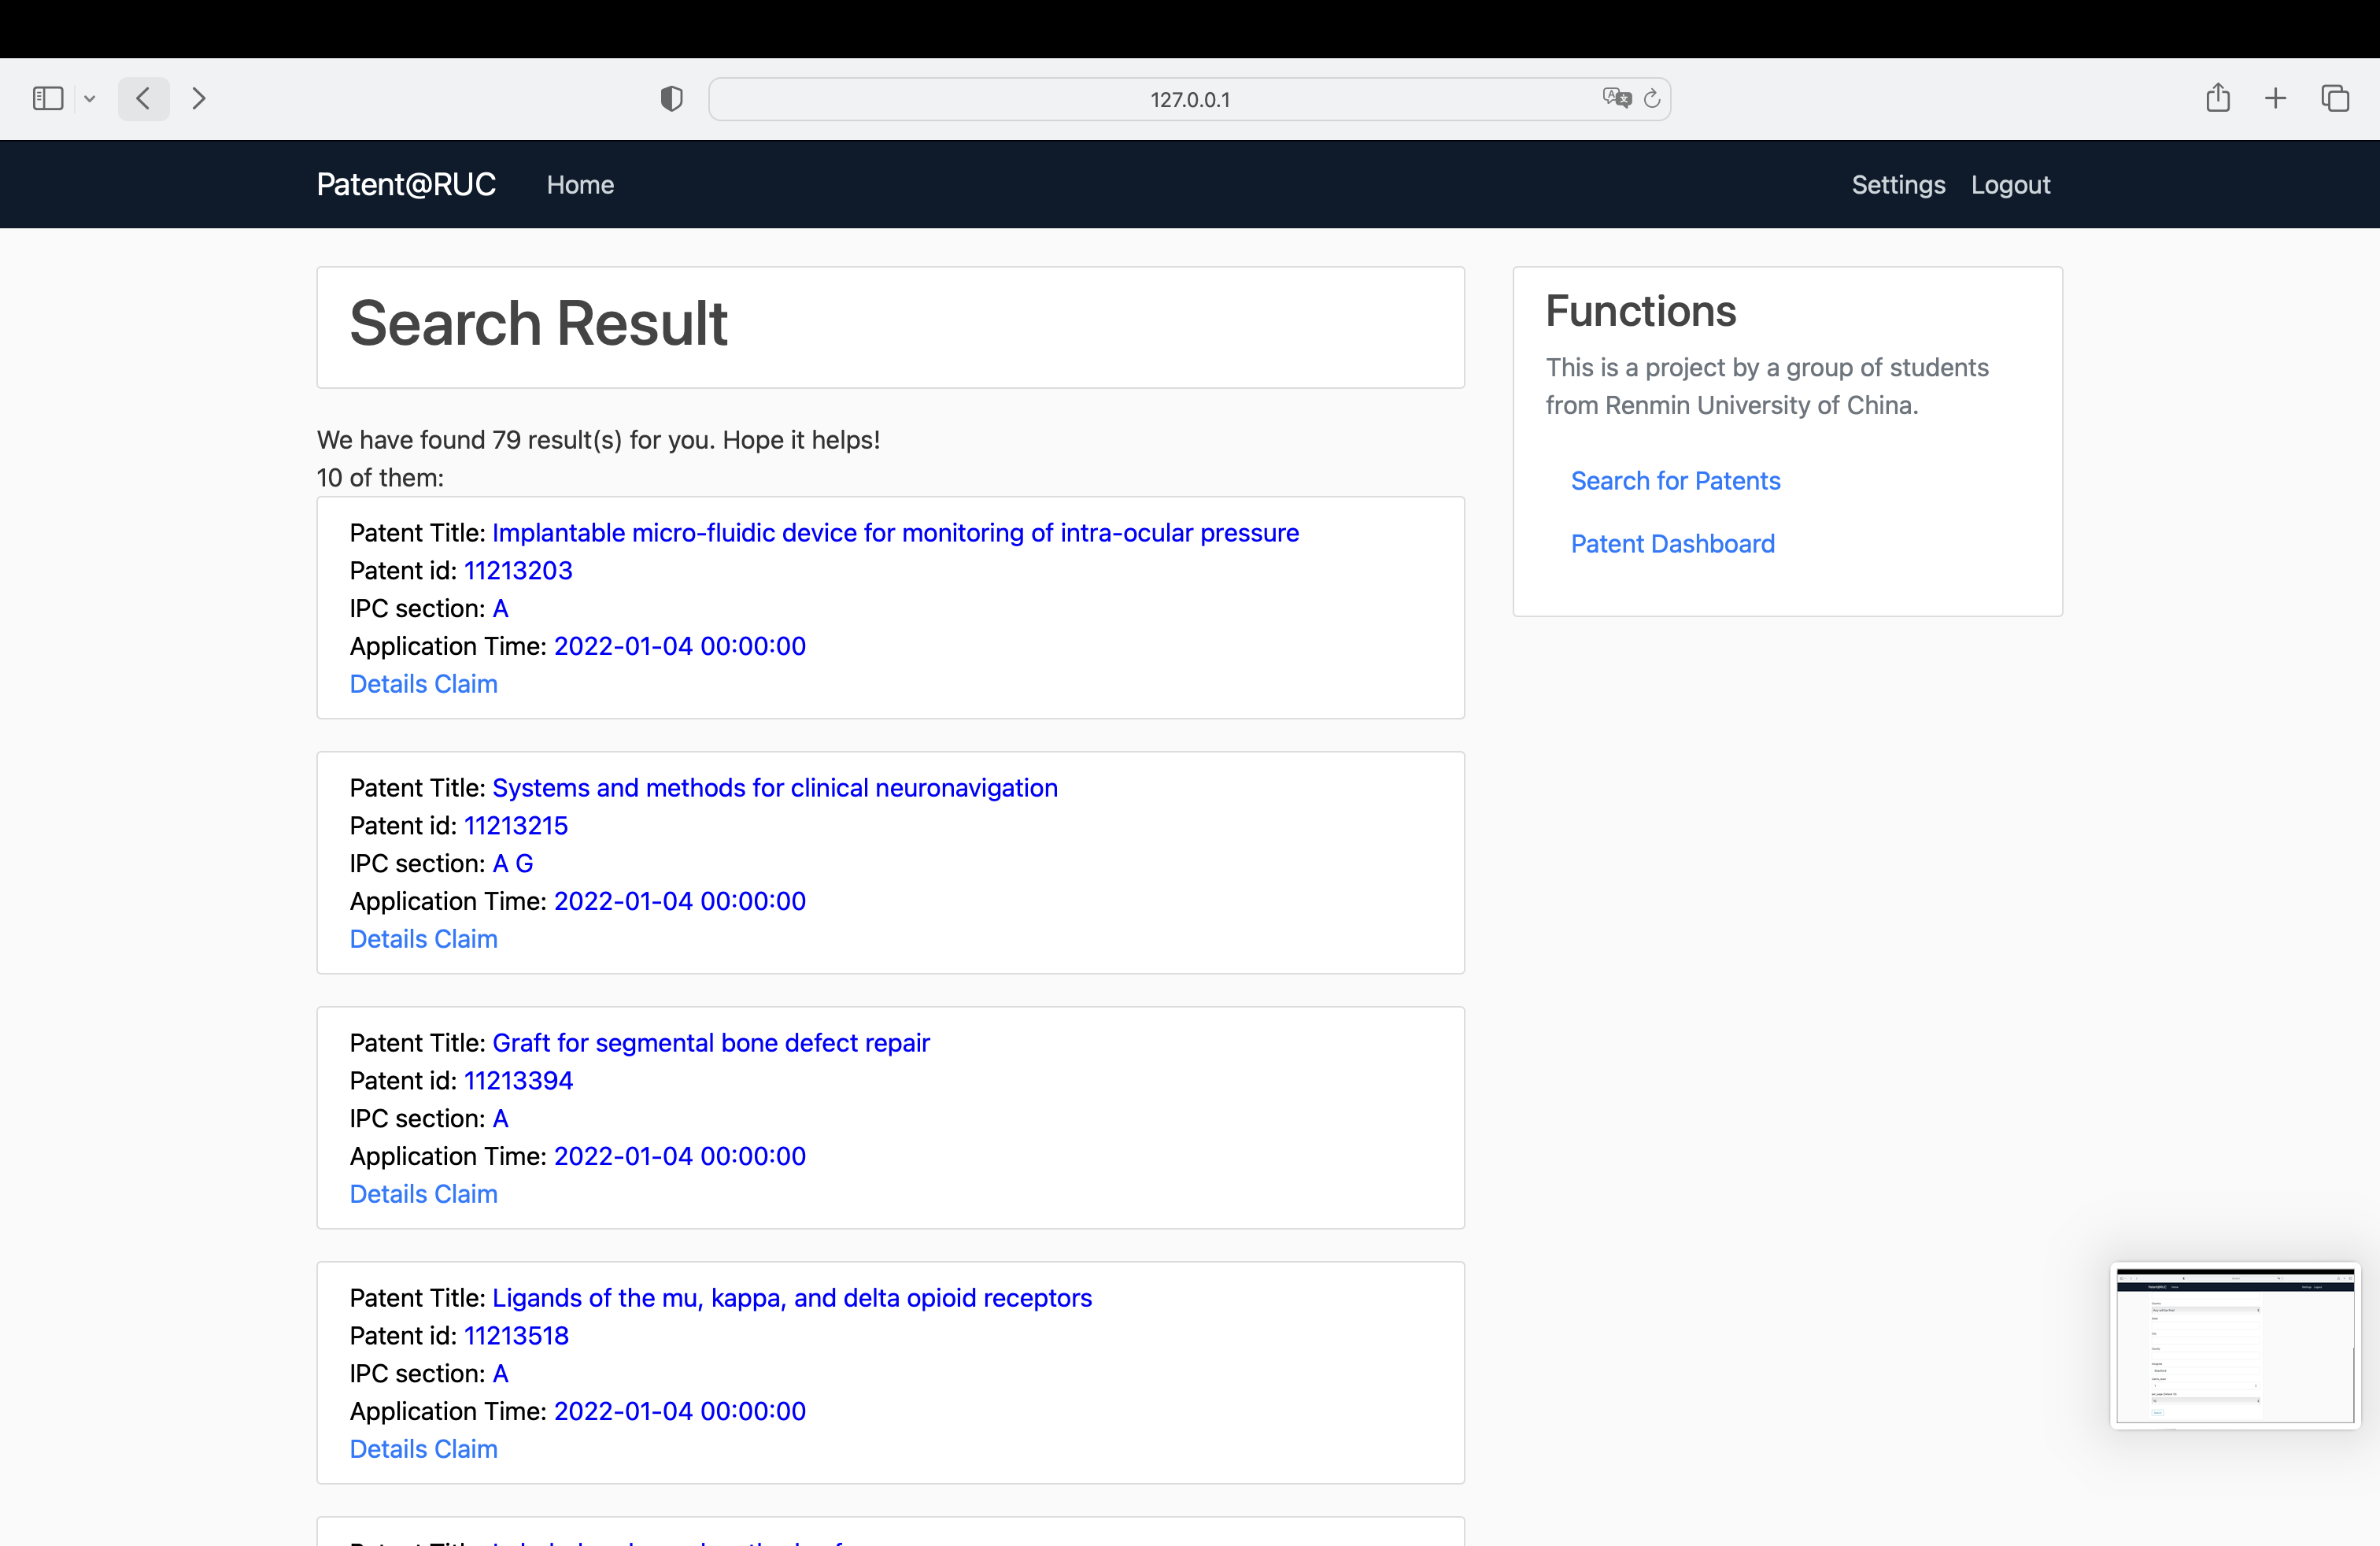 127.0.0.1
Patent@RUC Home Settings Logout
Search Result
We have found 79 result(s) for you. Hope it helps!
10 of them:
Patent Title: Implantable micro-fluidic device for monitoring of intra-ocular pressure
Patent id: 11213203
IPC section: A
Application Time: 2022-01-04 00:00:00
Details Claim
Patent Title: Systems and methods for clinical neuronavigation
Patent id: 11213215
IPC section: A G
Application Time: 2022-01-04 00:00:00
Details Claim
Patent Title: Graft for segmental bone defect repair
Patent id: 11213394
IPC section: A
Application Time: 2022-01-04 00:00:00
Details Claim
Patent Title: Ligands of the mu, kappa, and delta opioid receptors
Patent id: 11213518
IPC section: A
Application Time: 2022-01-04 00:00:00
Details Claim
Patent Title:
Functions
This is a project by a group of students
from Renmin University of China.
Search for Patents
Patent Dashboard